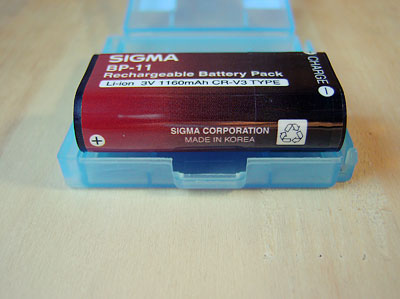 SIGMA
BP-11
Rechargeable Battery Pack
Li-ion 3V 1160mAh CR-V3 TYPE
CHARGE
SIGMA CORPORATION
MADE IN KOREA